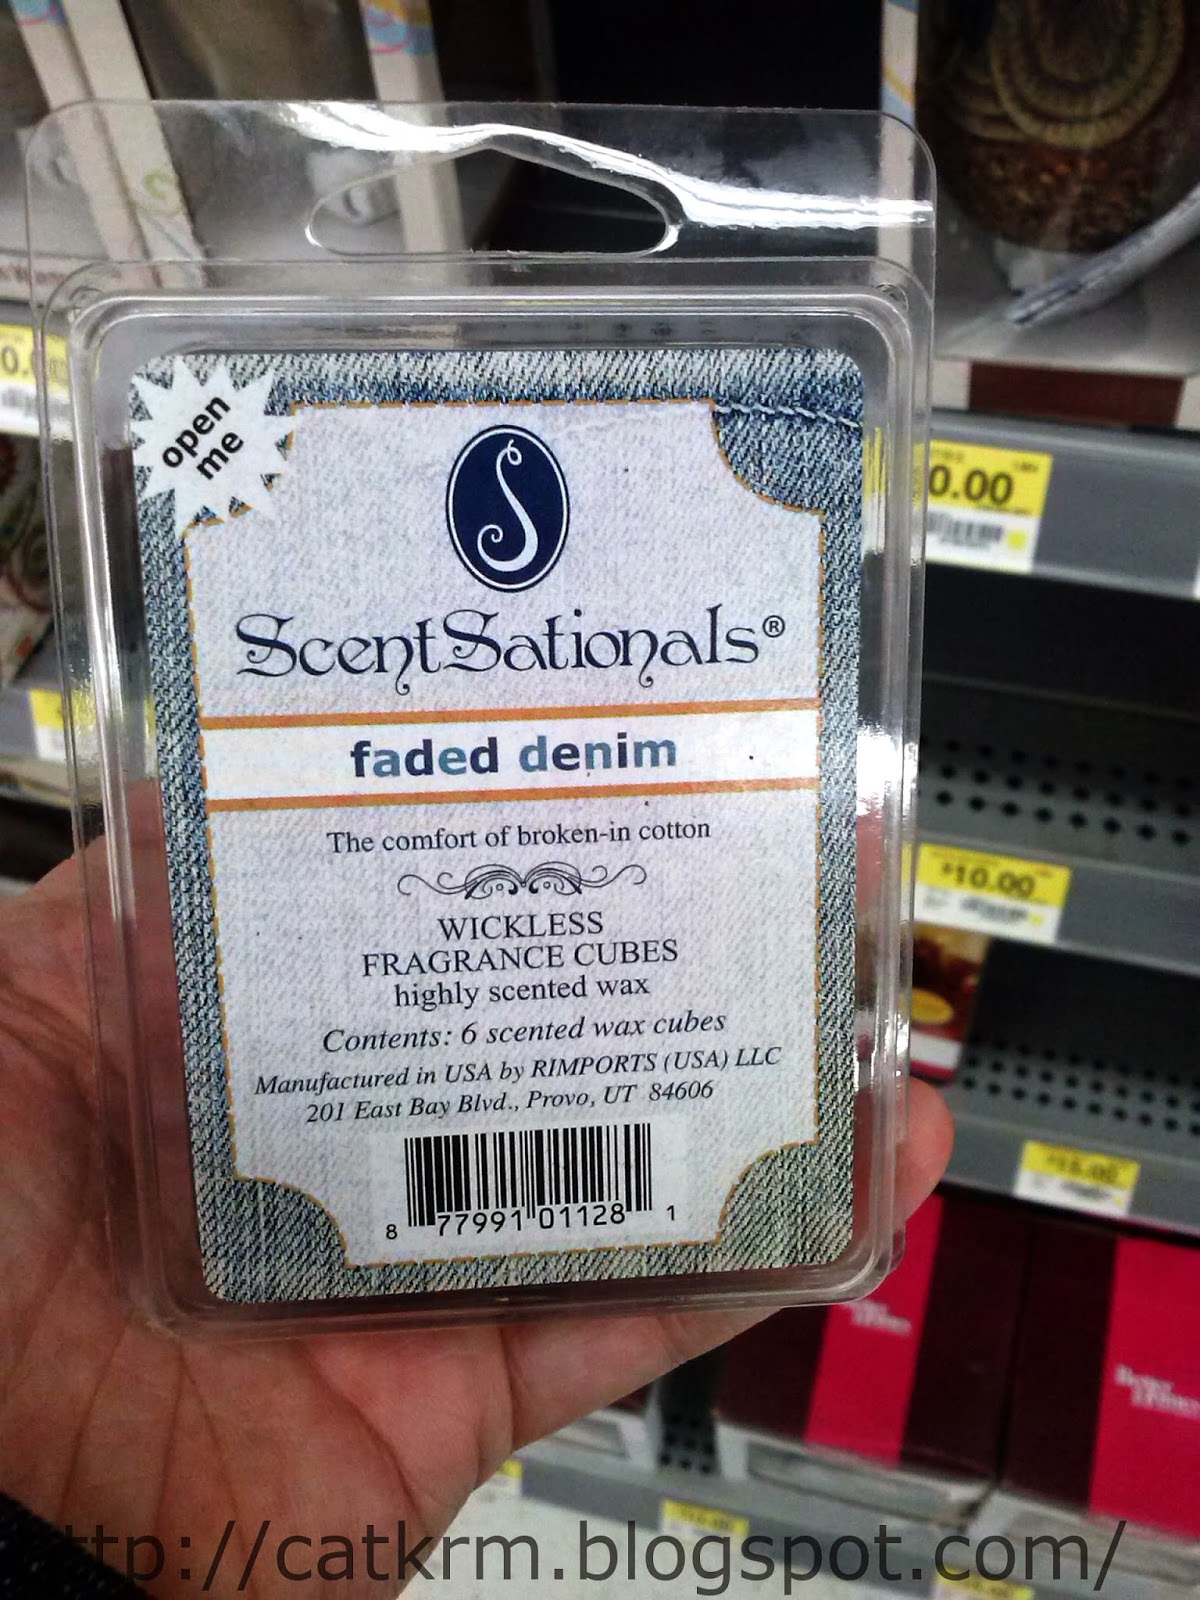 open
me
S
ScentSationals®
faded denim
The comfort of broken-in cotton
WICKLESS
FRAGRANCE CUBES
highly scented wax
Contents: 6 scented wax cubes
Manufactured in USA by RIMPORTS (USA) LLC
201 East Bay Blvd., Provo, UT 84606
8 77991 01128 1
0.00
$10.00
ttp://catkrm.blogspot.com/